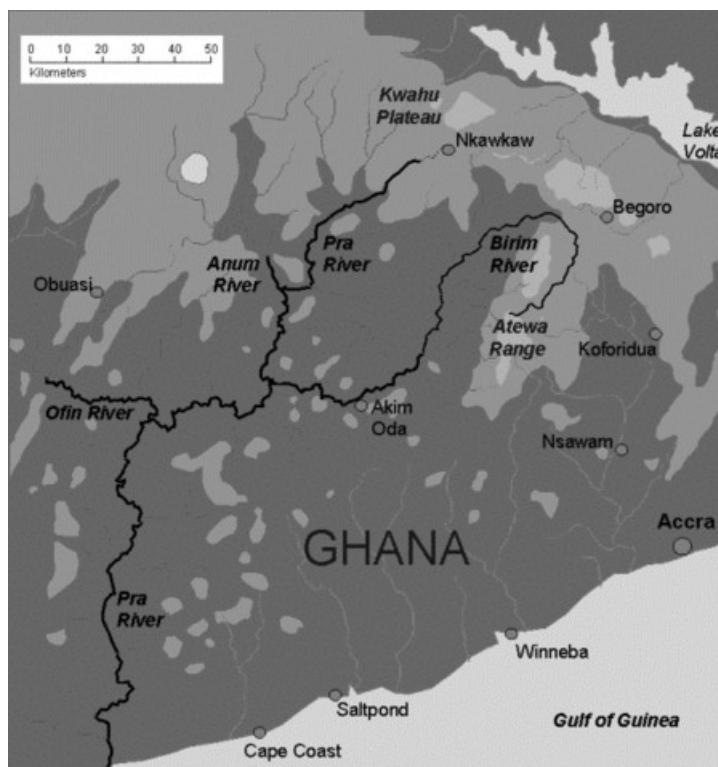 0 10 20 30 40 50
Kilometers
Kwahu
Plateau
Nkawkaw
Lake
Volta
Begoro
Pra
River
Birim
River
Anum
River
Obuasi
Atewa
Range
Koforidua
Ofin River
Akim
Oda
Nsawam
Accra
GHANA
Pra
River
Winneba
Saltpond
Gulf of Guinea
Cape Coast